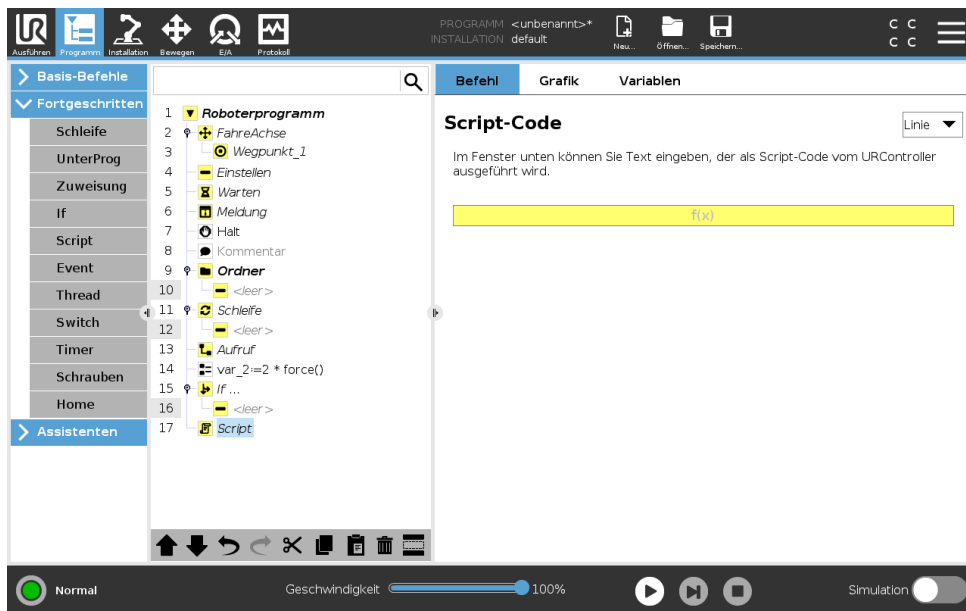 PROGRAMM <unbenannt>*
INSTALLATION default
Ausführen Programm Installation Bewegen E/A Protokoll
Neu... Öffnen... Speichern...
C C
C C
Basis-Befehle
Fortgeschritten
Schleife
UnterProg
Zuweisung
If
Script
Event
Thread
Switch
Timer
Schrauben
Home
Assistenten
1 Roboterprogramm
2 FahreAchse
3 Wegpunkt_1
4 Einstellen
5 Warten
6 Meldung
7 Halt
8 Kommentar
9 Ordner
10 <leer>
11 Schleife
12 <leer>
13 Aufruf
14 var_2:=2 * force()
15 If ...
16 <leer>
17 Script
Befehl Grafik Variablen
Script-Code
Linie
Im Fenster unten können Sie Text eingeben, der als Script-Code vom URController
ausgeführt wird.
f(x)
Normal
Geschwindigkeit 100%
Simulation